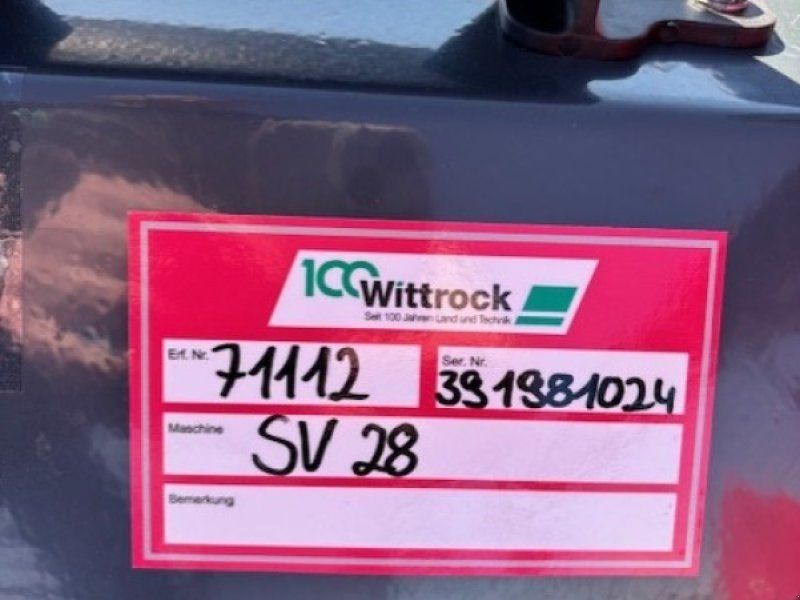 100 Wittrock
Seit 100 Jahren Land und Technik
Erf. Nr. 71112
Ser. Nr. 391981024
Maschine SV 28
Bemerkung